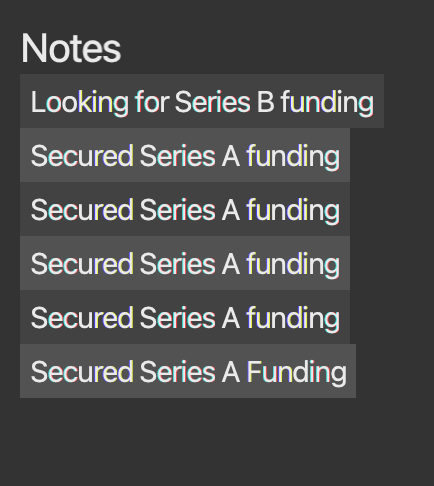 Notes
Looking for Series B funding
Secured Series A funding
Secured Series A funding
Secured Series A funding
Secured Series A funding
Secured Series A Funding